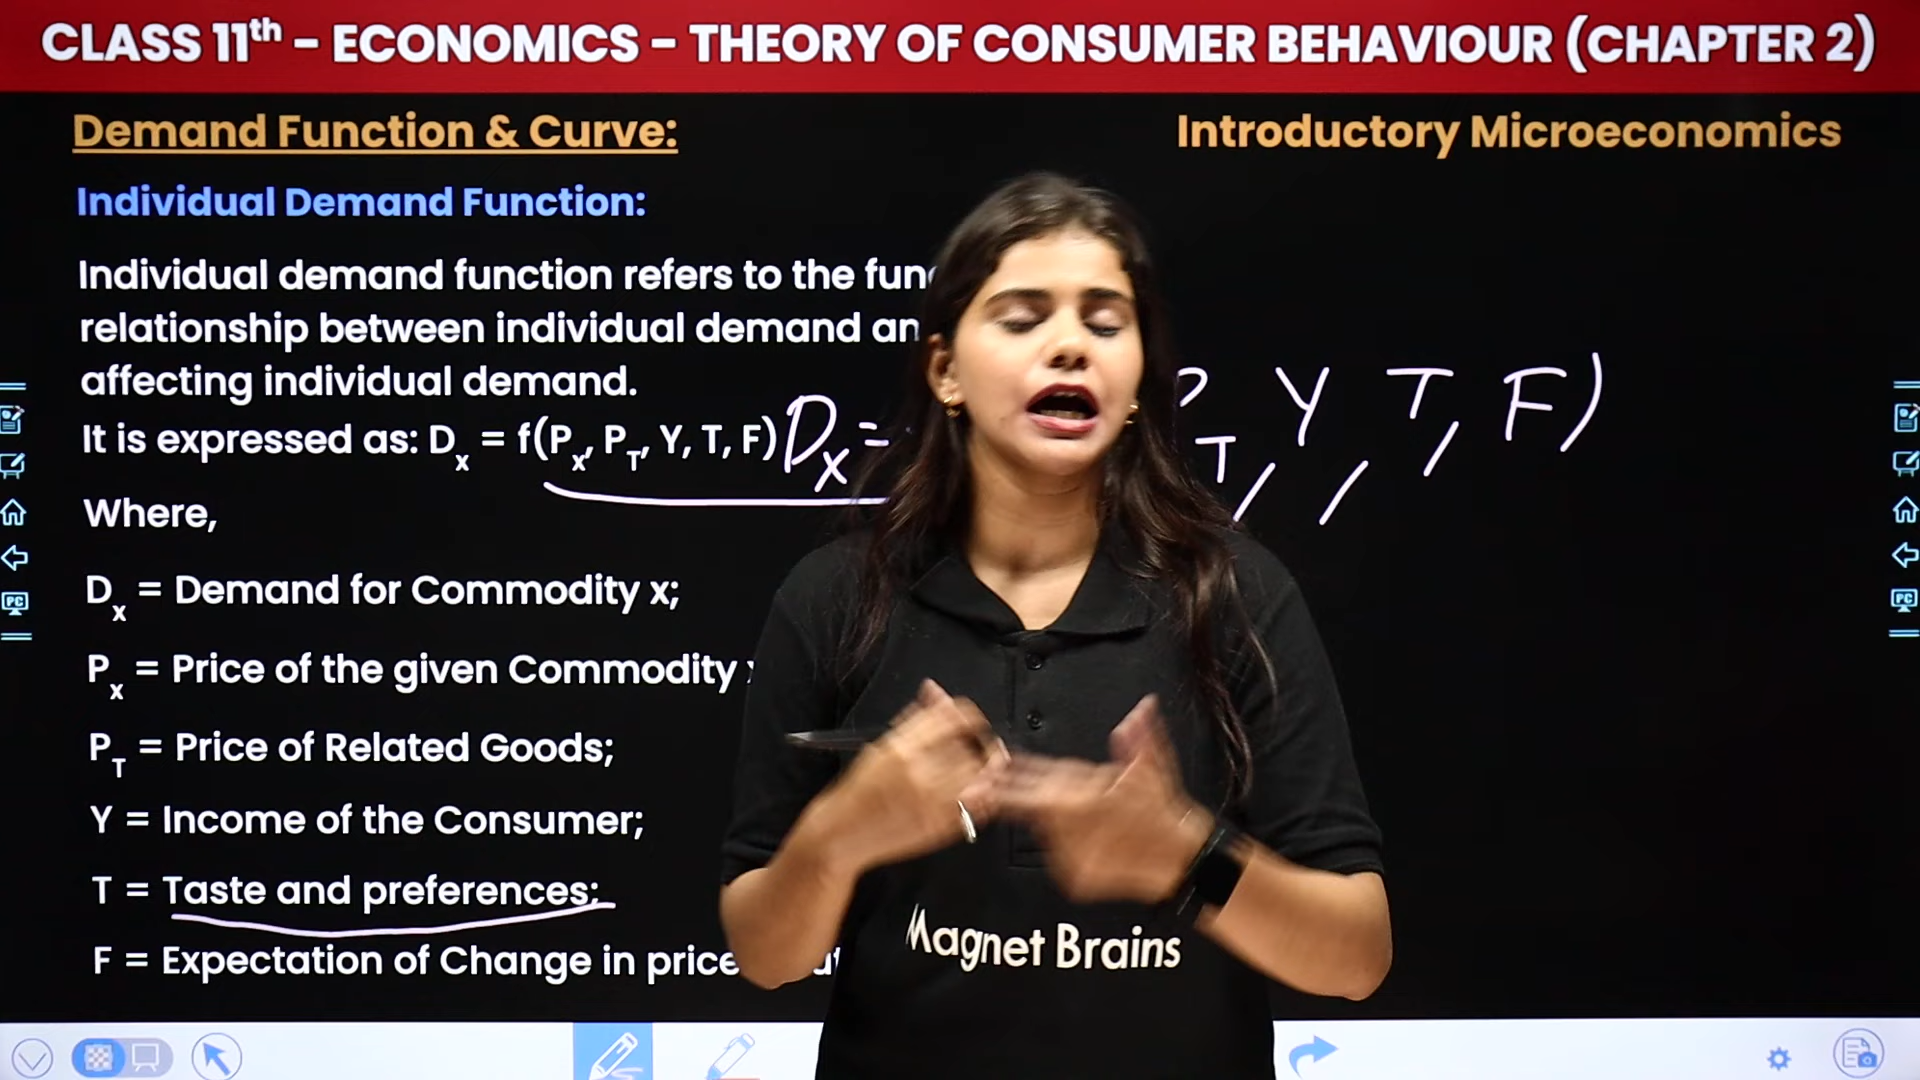 CLASS 11th - ECONOMICS - THEORY OF CONSUMER BEHAVIOUR (CHAPTER 2)
Demand Function & Curve:
Introductory Microeconomics
Individual Demand Function:
Individual demand function refers to the
relationship between individual demand
affecting individual demand.
It is expressed as: Dx = f(Px, PT, Y, T, F)
Dx = PT, Y, T, F)
Where,
Dx = Demand for Commodity x;
Px = Price of the given Commodity
PT = Price of Related Goods;
Y = Income of the Consumer;
T = Taste and preferences;
F = Expectation of Change in price
Magnet Brains
PC
PC